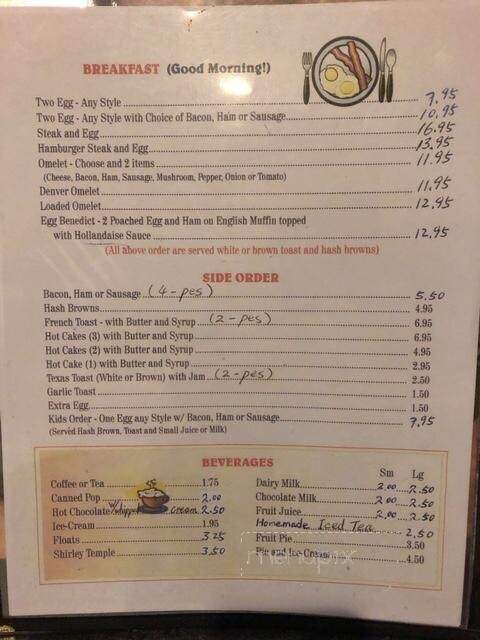 BREAKFAST (Good Morning!)
Two Egg - Any Style 7.95
Two Egg - Any Style with Choice of Bacon, Ham or Sausage 10.95
Steak and Egg 16.95
Hamburger Steak and Egg 13.95
Omelet - Choose and 2 items 11.95
(Cheese, Bacon, Ham, Sausage, Mushroom, Pepper, Onion or Tomato)
Denver Omelet 11.95
Loaded Omelet 12.95
Egg Benedict - 2 Poached Egg and Ham on English Muffin topped
with Hollandaise Sauce 12.95
(All above order are served white or brown toast and hash browns)
SIDE ORDER
Bacon, Ham or Sausage (4-pcs) 5.50
Hash Browns 4.95
French Toast - with Butter and Syrup (2-pcs) 6.95
Hot Cakes (3) with Butter and Syrup 6.95
Hot Cakes (2) with Butter and Syrup 4.95
Hot Cake (1) with Butter and Syrup 2.95
Texas Toast (White or Brown) with Jam (2-pcs) 2.50
Garlic Toast 1.50
Extra Egg 1.50
Kids Order - One Egg any Style w/ Bacon, Ham or Sausage 7.95
(Served Hash Brown, Toast and Small Juice or Milk)
BEVERAGES
Coffee or Tea 1.75
Canned Pop 2.00
Hot Chocolate w/whipped cream 2.50
Ice-Cream 1.95
Floats 3.25
Shirley Temple 3.50
Sm Lg
Dairy Milk 2.00 2.50
Chocolate Milk 2.00 2.50
Fruit Juice 2.00 2.50
Homemade Iced Tea 2.50
Fruit Pie 3.50
Pie and Ice-Cream 4.50
menupix